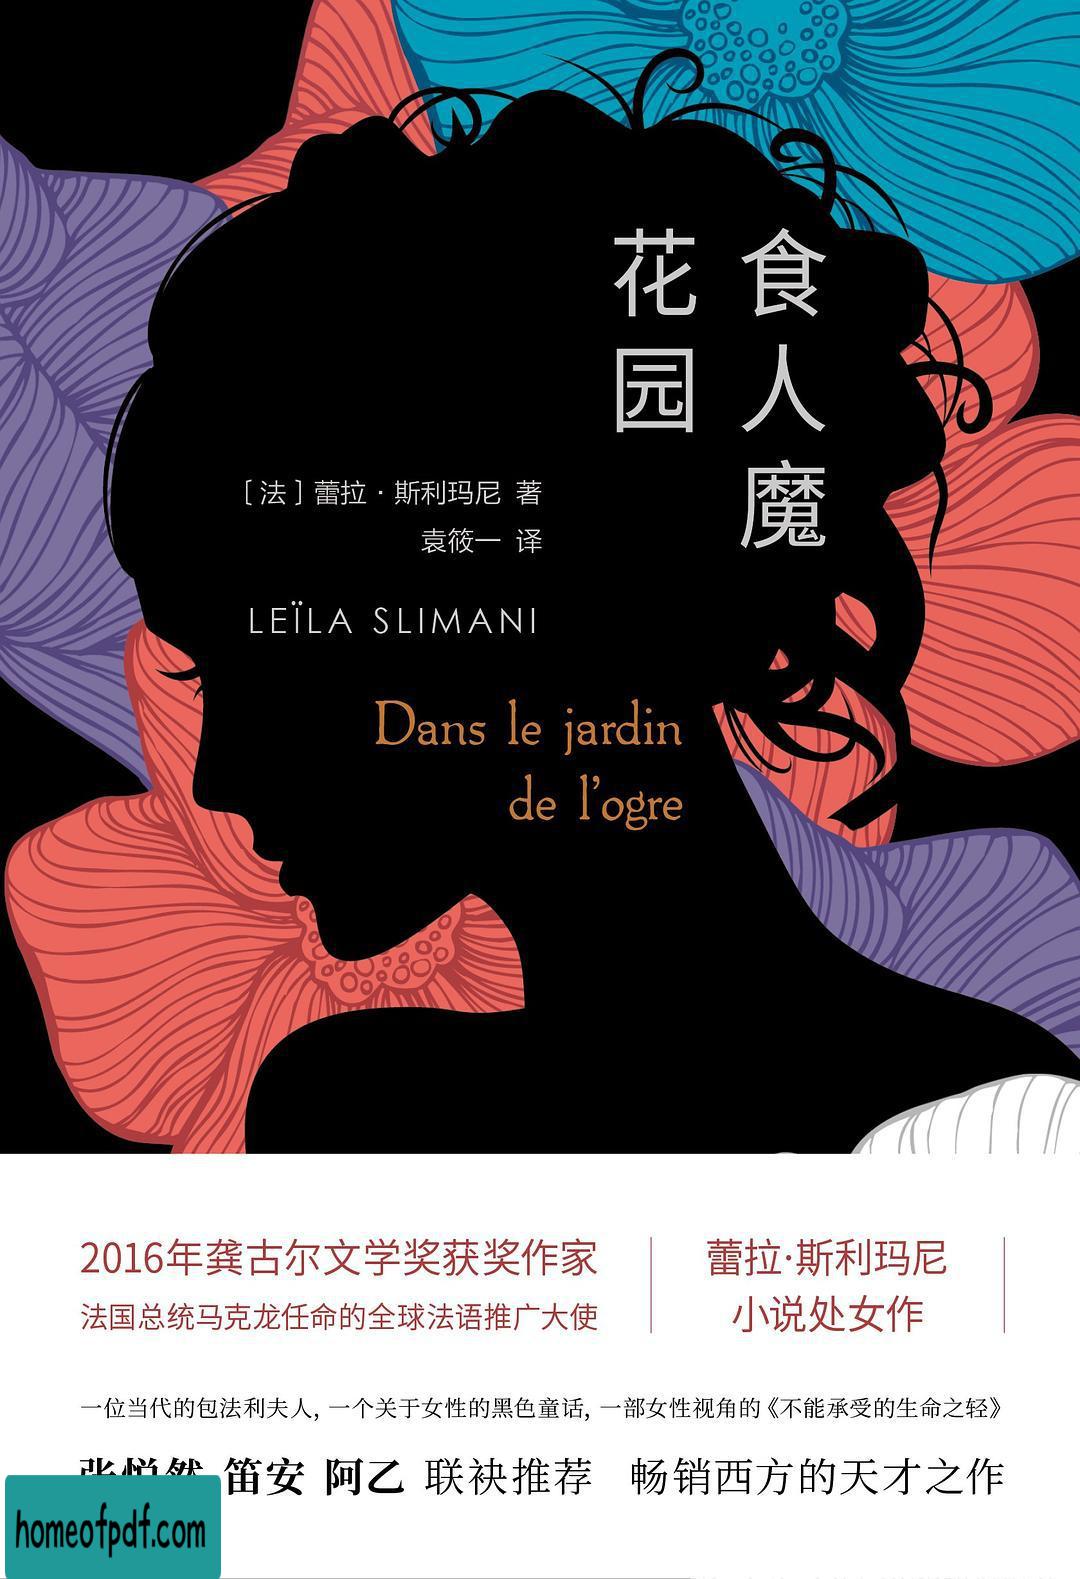 食人魔
花园
［法］蕾拉·斯利玛尼 著
袁筱一 译
LEÏLA SLIMANI
Dans le jardin
de l’ogre
2016年龚古尔文学奖获奖作家
法国总统马克龙任命的全球法语推广大使
蕾拉·斯利玛尼
小说处女作
一位当代的包法利夫人, 一个关于女性的黑色童话, 一部女性视角的《不能承受的生命之轻》
张悦然 笛安 阿乙 联袂推荐 畅销西方的天才之作
homeofpdf.com